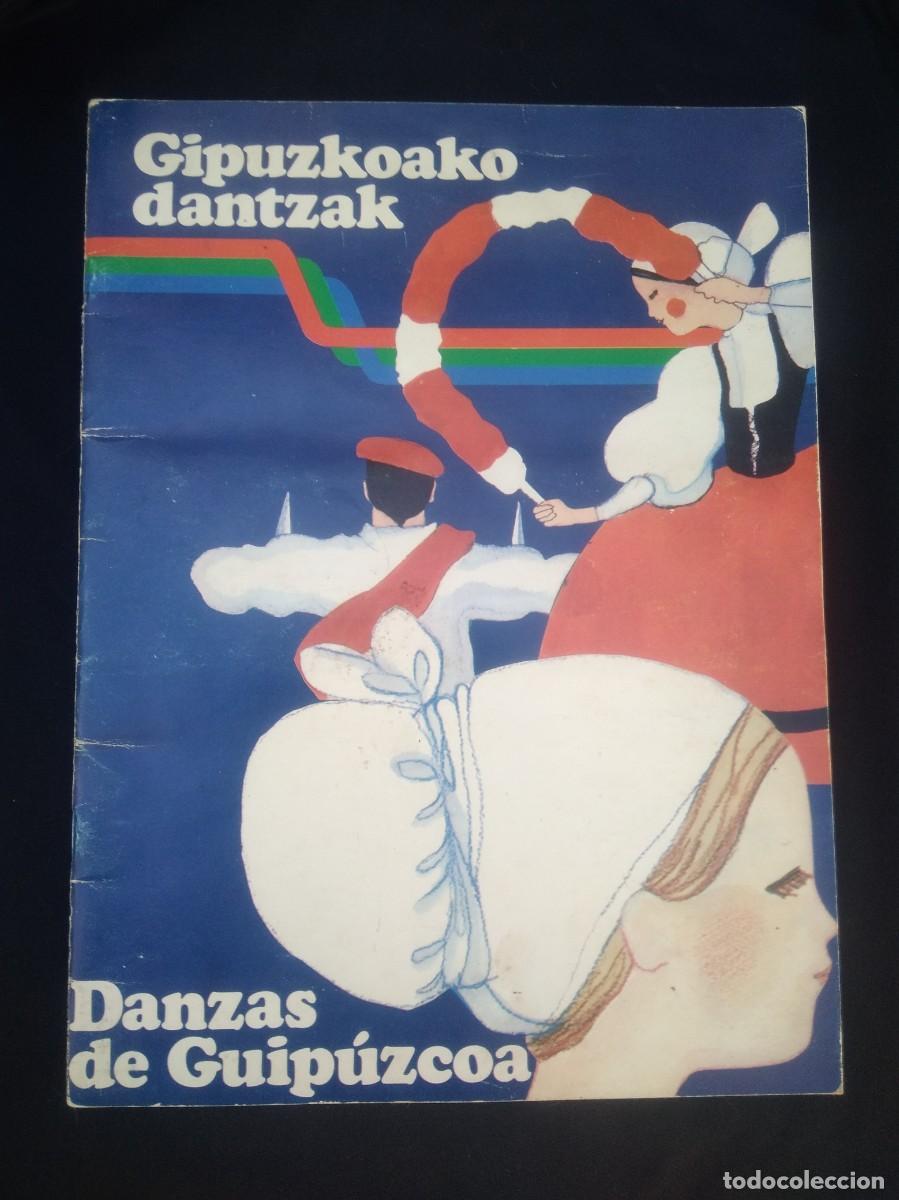 Gipuzkoako
dantzak
Danzas
de Guipúzcoa
todocoleccion